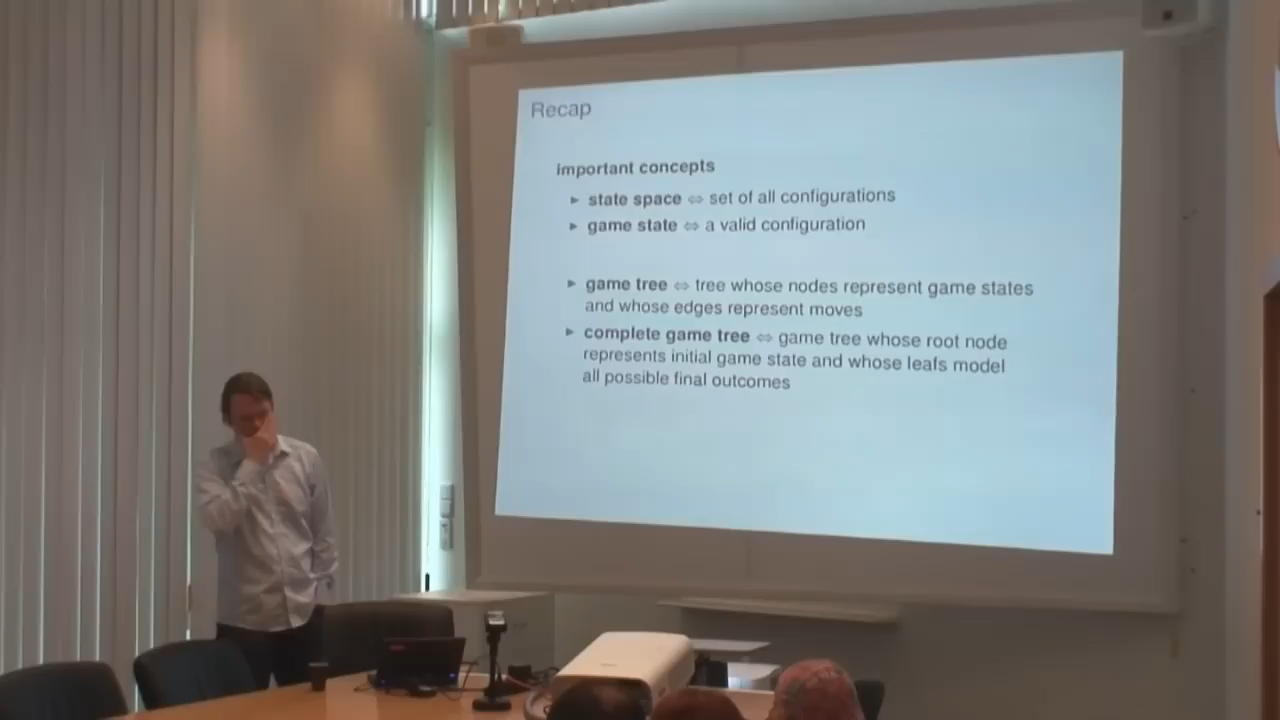 Recap
important concepts
► state space ⇔ set of all configurations
► game state ⇔ a valid configuration
► game tree ⇔ tree whose nodes represent game states
and whose edges represent moves
► complete game tree ⇔ game tree whose root node
represents initial game state and whose leafs model
all possible final outcomes